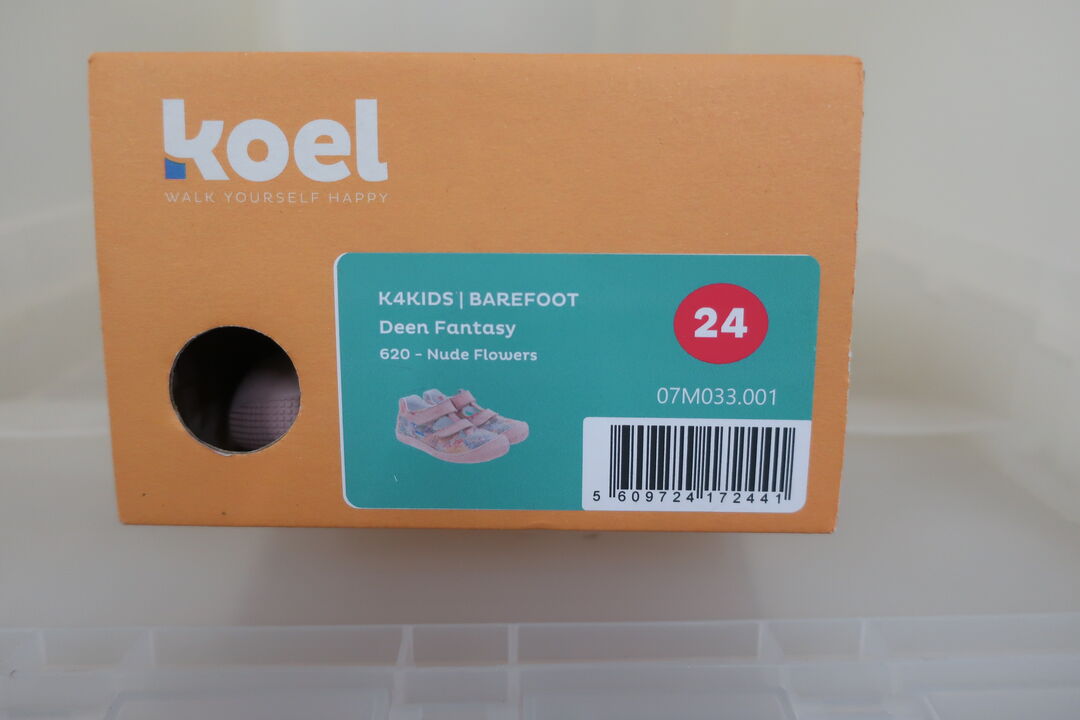 koel
WALK YOURSELF HAPPY
K4KIDS | BAREFOOT
Deen Fantasy
620 - Nude Flowers
24
07M033.001
5 609724 172441